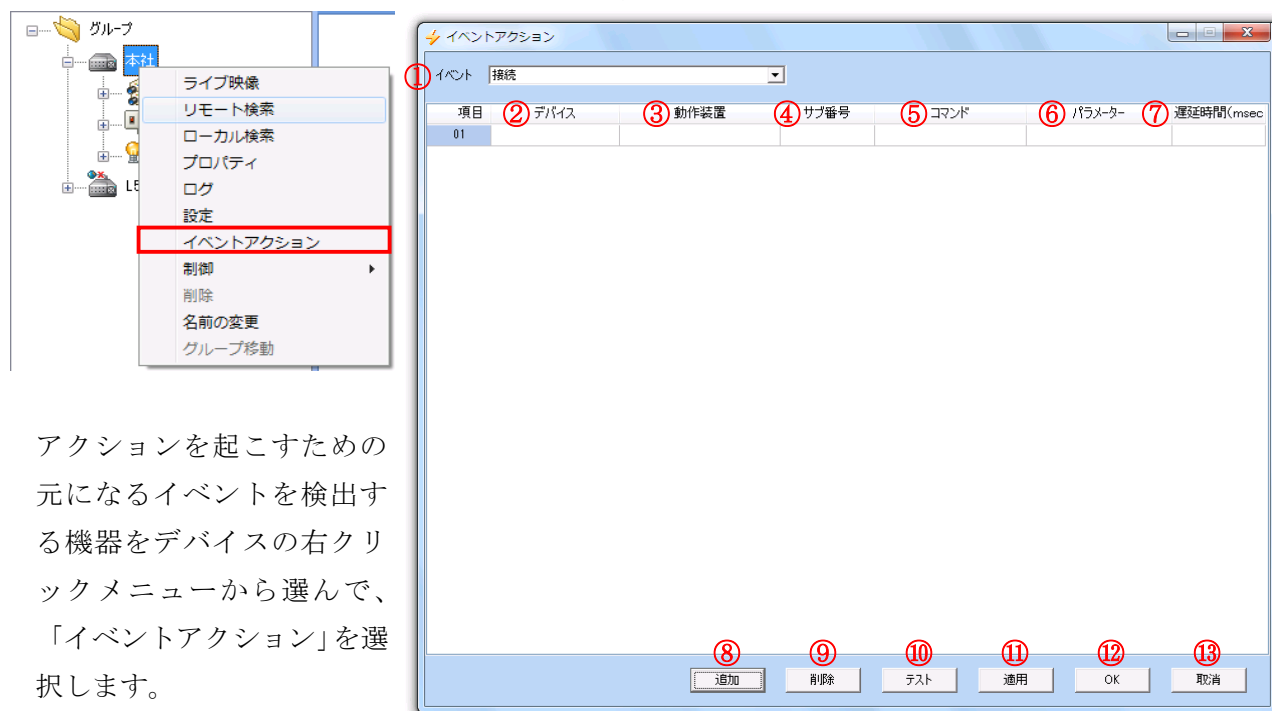 グループ
本社
ライブ映像
リモート検索
ローカル検索
プロパティ
ログ
設定
イベントアクション
制御
削除
名前の変更
グループ移動
アクションを起こすための
元になるイベントを検出す
る機器をデバイスの右クリ
ックメニューから選んで、
「イベントアクション」を選
択します。
イベントアクション
① イベント 接続
項目 ② デバイス ③ 動作装置 ④ サブ番号 ⑤ コマンド ⑥ パラメーター ⑦ 遅延時間(msec
01
⑧ ⑨ ⑩ ⑪ ⑫ ⑬
追加 削除 テスト 適用 OK 取消